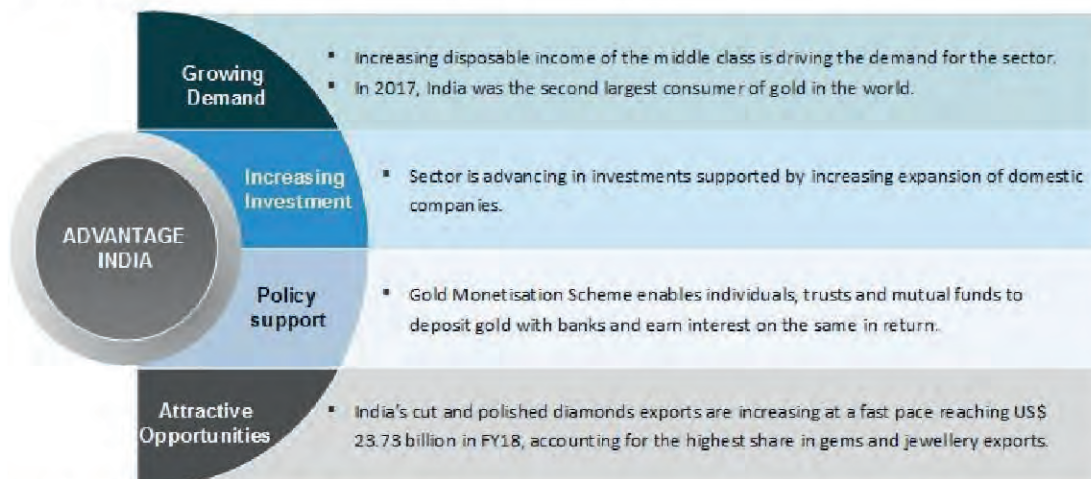 Growing
Demand
▪ Increasing disposable income of the middle class is driving the demand for the sector.
▪ In 2017, India was the second largest consumer of gold in the world.
ADVANTAGE
INDIA
Increasing
Investment
▪ Sector is advancing in investments supported by increasing expansion of domestic
companies.
Policy
support
▪ Gold Monetisation Scheme enables individuals, trusts and mutual funds to
deposit gold with banks and earn interest on the same in return.
Attractive
Opportunities
▪ India's cut and polished diamonds exports are increasing at a fast pace reaching US$
23.73 billion in FY18, accounting for the highest share in gems and jewellery exports.